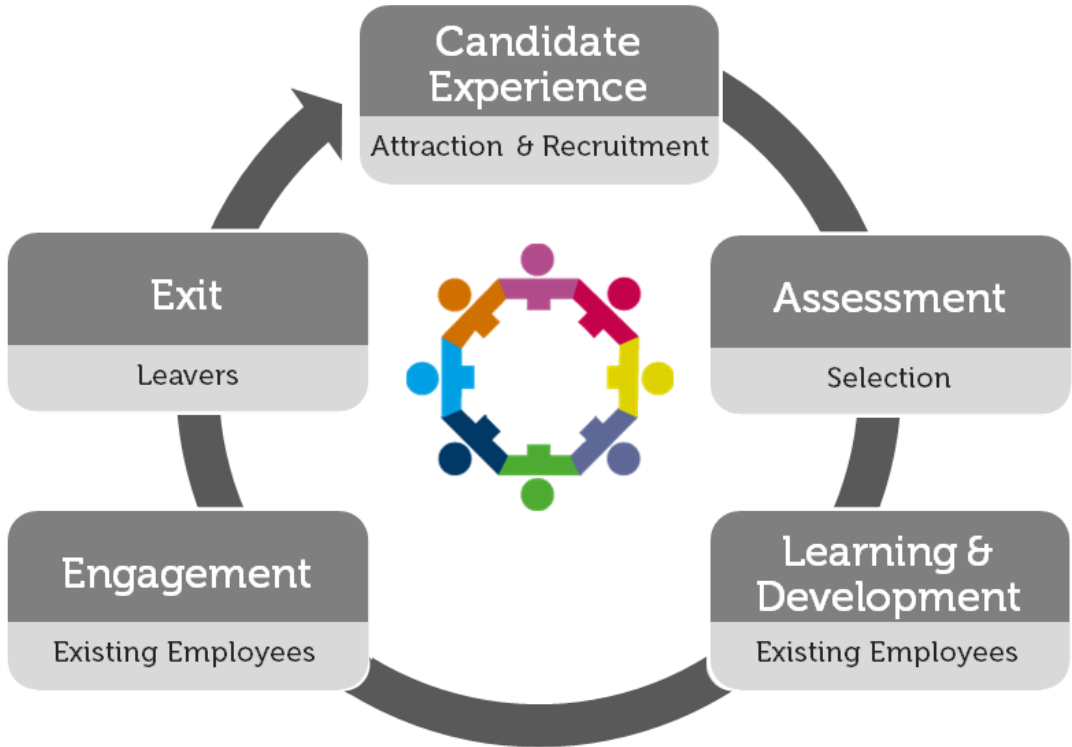 Candidate
Experience
Attraction & Recruitment
Exit
Leavers
Assessment
Selection
Engagement
Existing Employees
Learning &
Development
Existing Employees